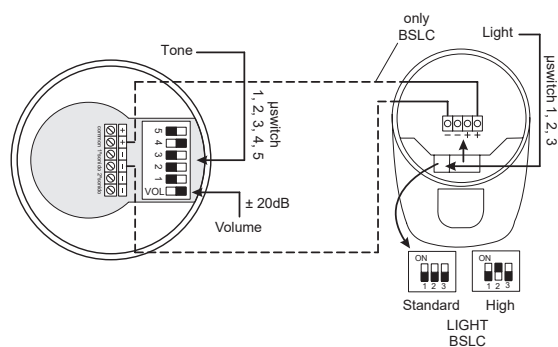 only
BSLC
Tone
Light
µswitch
1, 2, 3, 4, 5
µswitch 1, 2, 3
+
+
–
–
5
4
3
2
1
VOL
± 20dB
Volume
– – + +
ON
1 2 3
ON
1 2 3
Standard
High
LIGHT
BSLC